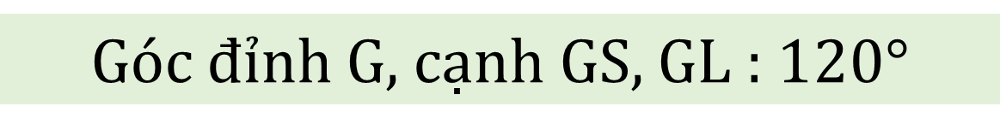 Góc đỉnh G, cạnh GS, GL : 120°